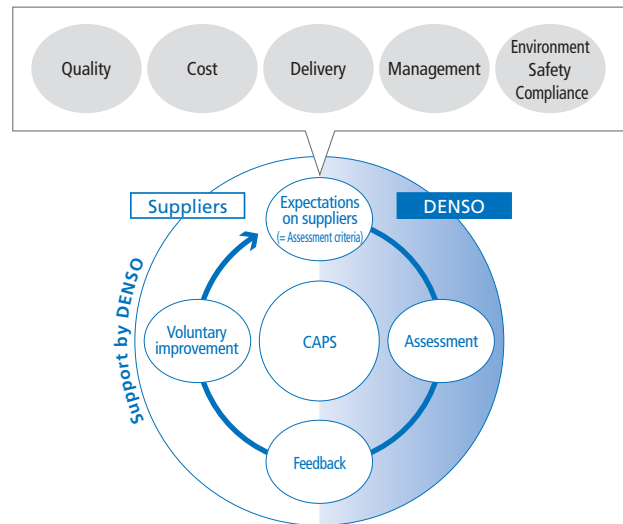 Quality
Cost
Delivery
Management
Environment
Safety
Compliance
Suppliers
DENSO
Expectations
on suppliers
(= Assessment criteria)
Support by DENSO
Voluntary
improvement
CAPS
Assessment
Feedback